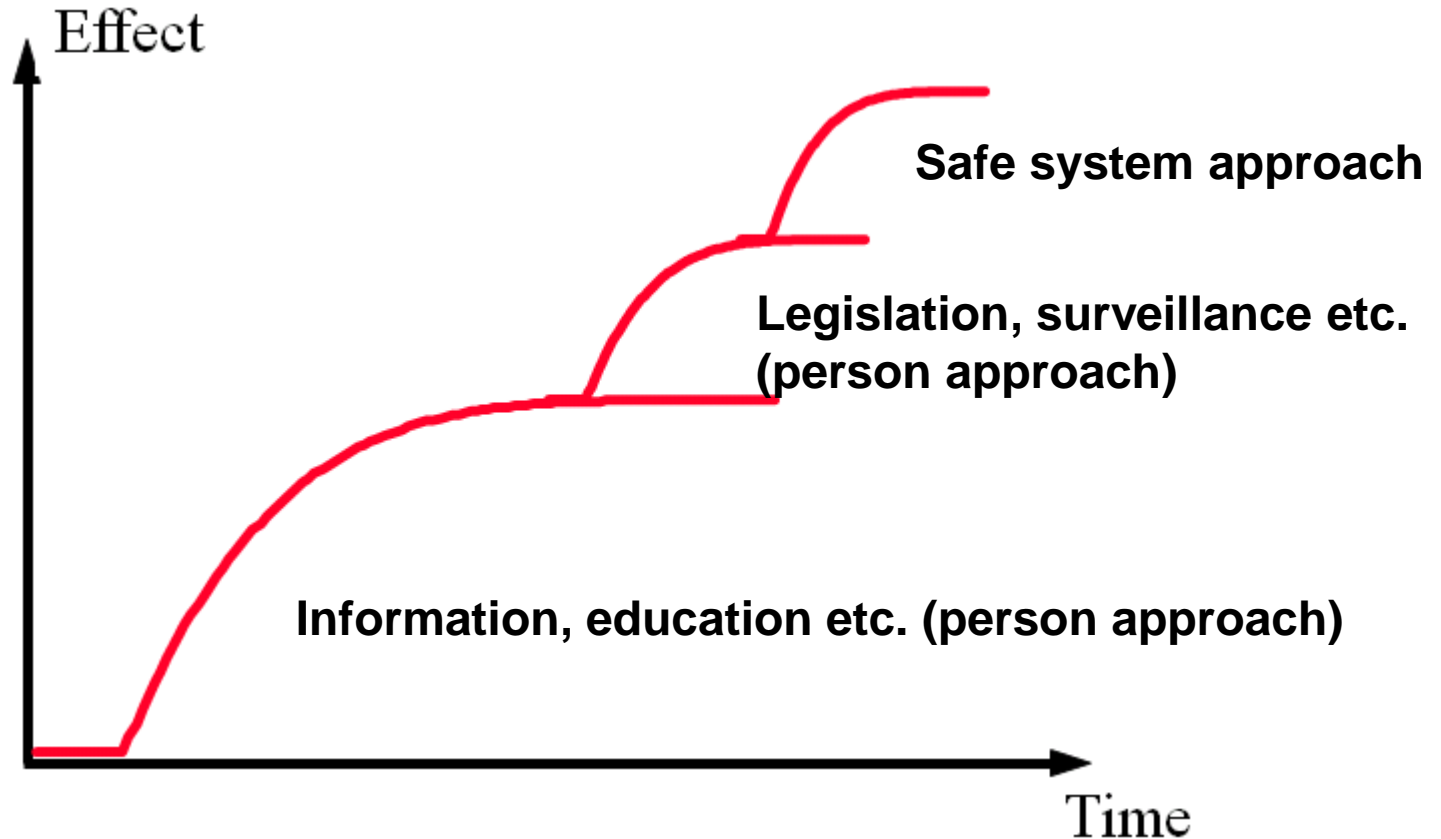 Effect
Safe system approach
Legislation, surveillance etc.
(person approach)
Information, education etc. (person approach)
Time